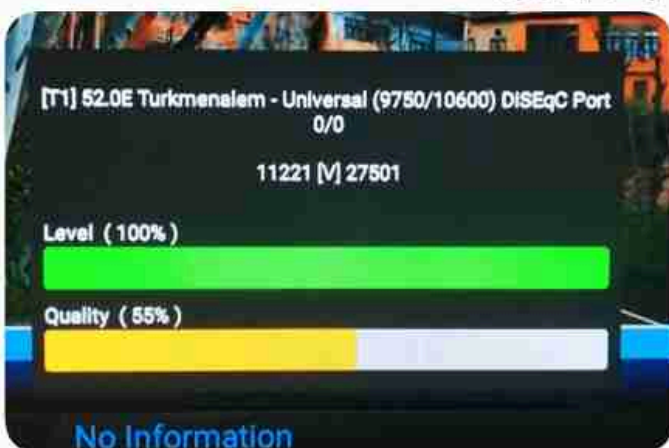 [T1] 52.0E Turkmenalem - Universal (9750/10600) DiSEqC Port
0/0
11221 [V] 27501
Level ( 100% )
Quality ( 55% )
No Information